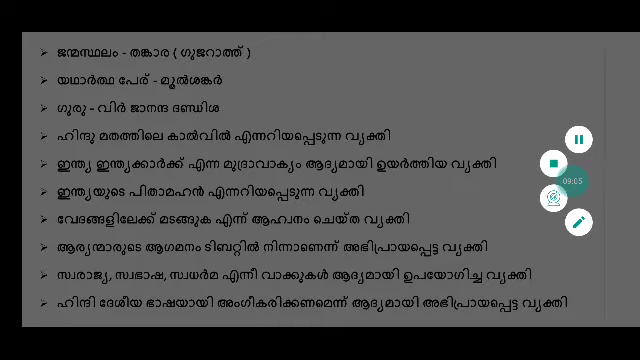 ➢ ജന്മസ്ഥലം - തങ്കാര ( ഗുജറാത്ത് )
➢ യഥാർത്ഥ പേര് - മൂൽശങ്കർ
➢ ഗുരു - വിർ ജാനന്ദ ദണ്ഡിശ
➢ ഹിന്ദു മതത്തിലെ കാൽവിൽ എന്നറിയപ്പെടുന്ന വ്യക്തി
➢ ഇന്ത്യ ഇന്ത്യക്കാർക്ക് എന്ന മുദ്രാവാക്യം ആദ്യമായി ഉയർത്തിയ വ്യക്തി
➢ ഇന്ത്യയുടെ പിതാമഹൻ എന്നറിയപ്പെടുന്ന വ്യക്തി
➢ വേദങ്ങളിലേക്ക് മടങ്ങുക എന്ന് ആഹ്വനം ചെയ്ത വ്യക്തി
➢ ആര്യന്മാരുടെ ആഗമനം ടിബറ്റിൽ നിന്നാണെന്ന് അഭിപ്രായപ്പെട്ട വ്യക്തി
➢ സ്വരാജ്യ, സ്വഭാഷ, സ്വധർമ എന്നീ വാക്കുകൾ ആദ്യമായി ഉപയോഗിച്ച വ്യക്തി
➢ ഹിന്ദി ദേശീയ ഭാഷയായി അംഗീകരിക്കണമെന്ന് ആദ്യമായി അഭിപ്രായപ്പെട്ട വ്യക്തി
09:05